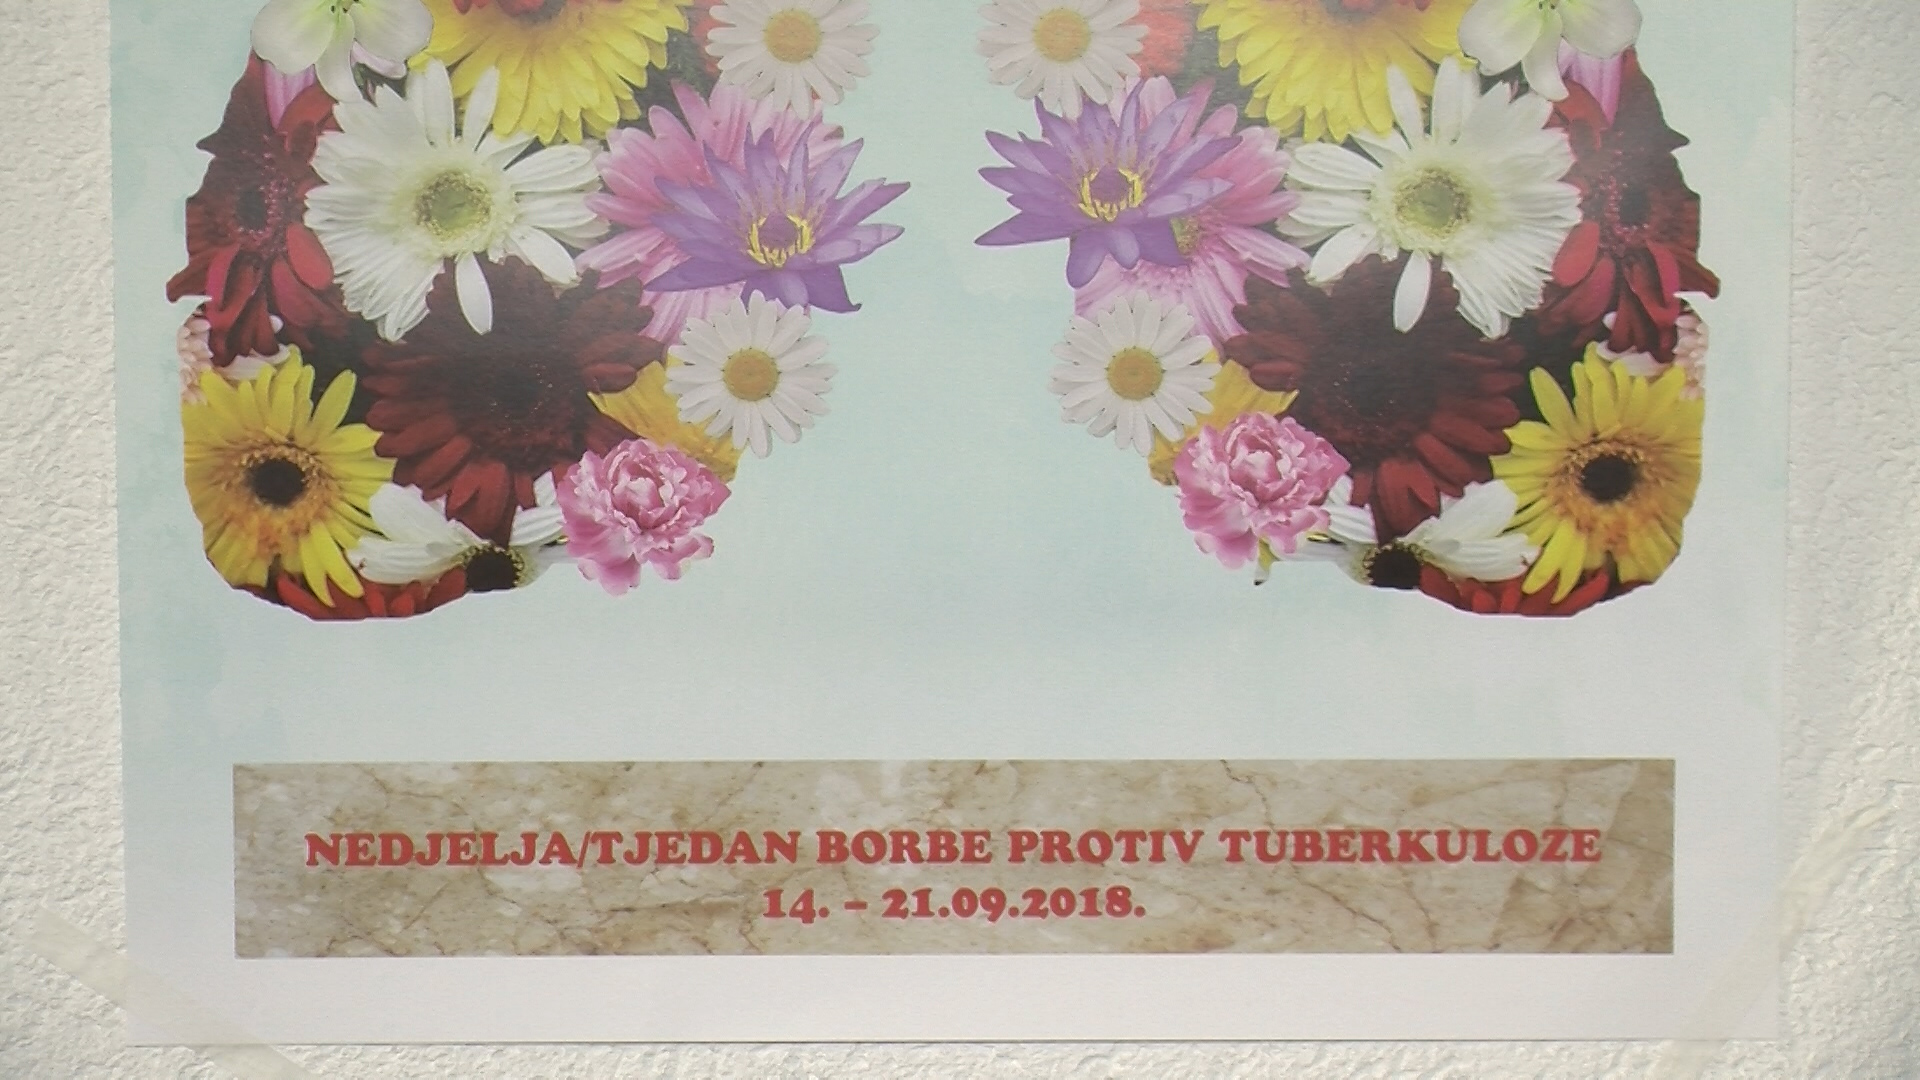 NEDJELJA/TJEDAN BORBE PROTIV TUBERKULOZE
14. – 21.09.2018.